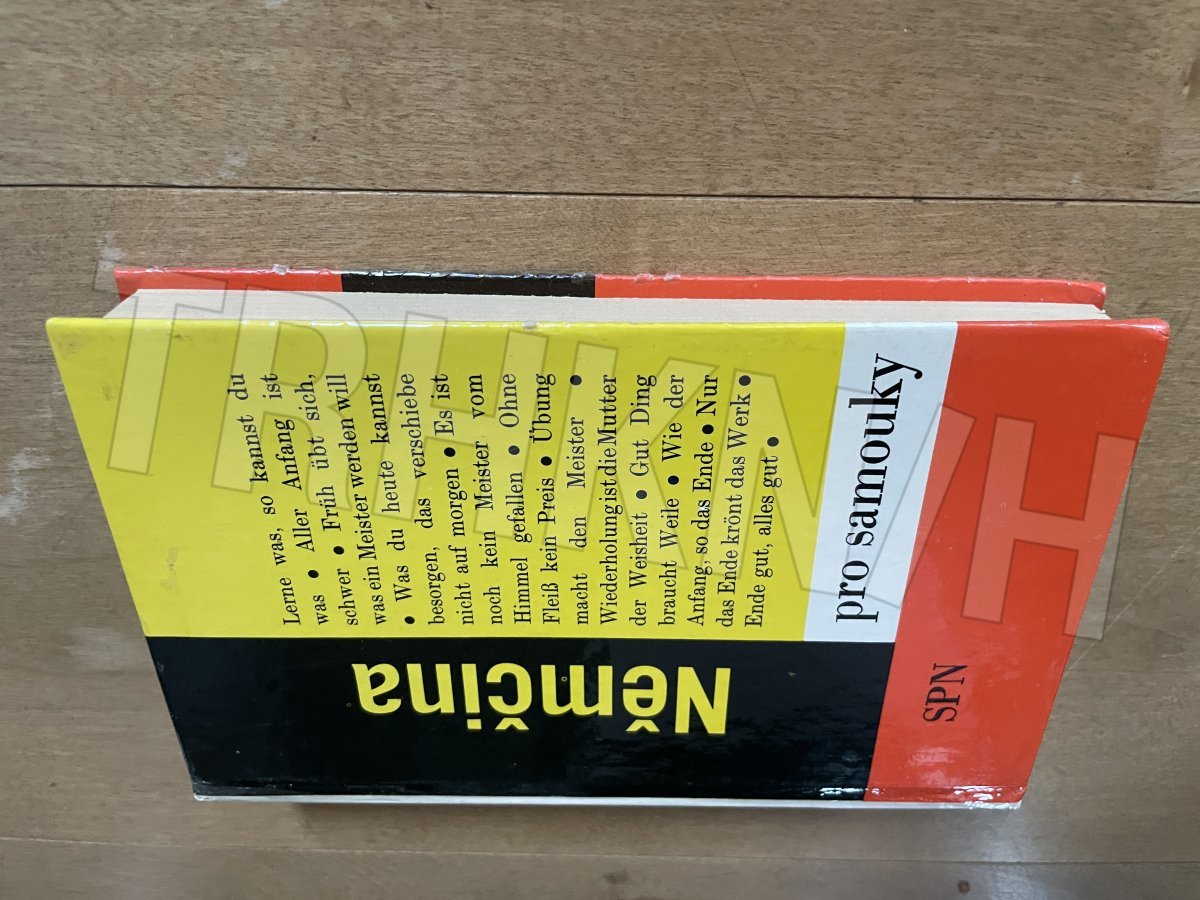 Němčina
Lerne was, so kannst du
was • Aller Anfang ist
schwer • Früh übt sich,
was ein Meister werden will
• Was du heute kannst
besorgen, das verschiebe
nicht auf morgen • Es ist
noch kein Meister vom
Himmel gefallen • Ohne
Fleiß kein Preis • Übung
macht den Meister •
Wiederholung ist die Mutter
der Weisheit • Gut Ding
braucht Weile • Wie der
Anfang, so das Ende • Nur
das Ende krönt das Werk •
Ende gut, alles gut •
pro samouky
SPN
TRHKNIH